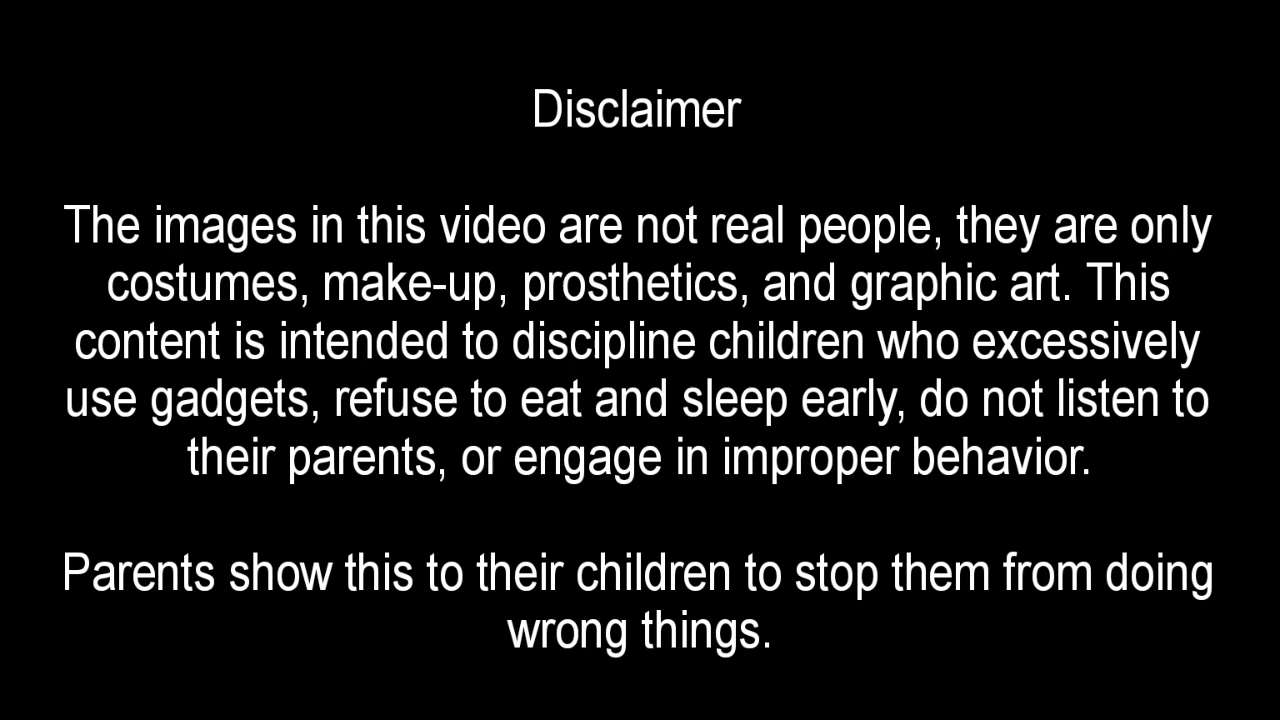 Disclaimer
The images in this video are not real people, they are only
costumes, make-up, prosthetics, and graphic art. This
content is intended to discipline children who excessively
use gadgets, refuse to eat and sleep early, do not listen to
their parents, or engage in improper behavior.
Parents show this to their children to stop them from doing
wrong things.